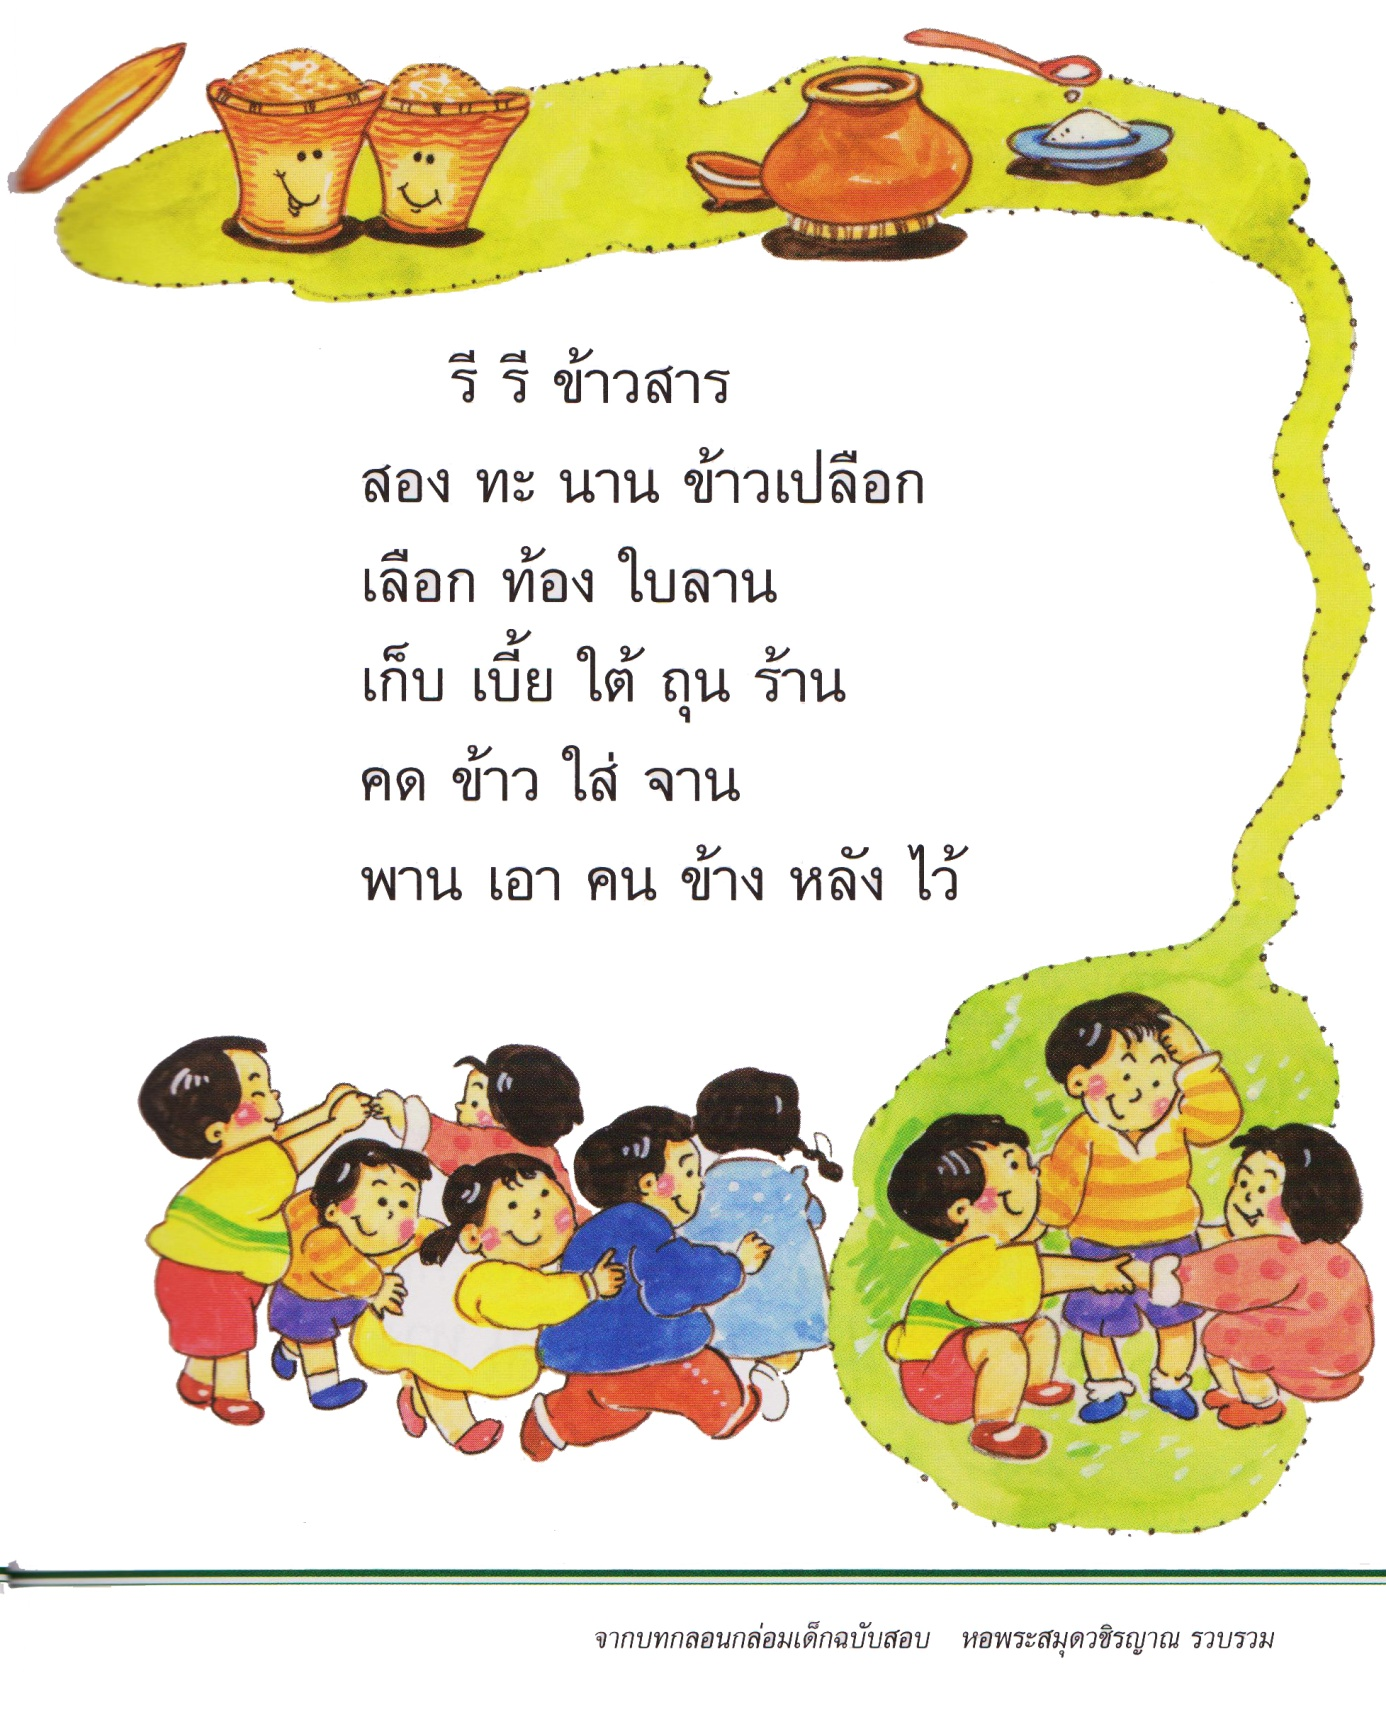 รี รี ข้าวสาร
สอง ทะ นาน ข้าวเปลือก
เลือก ท้อง ใบลาน
เก็บ เบี้ย ใต้ ถุน ร้าน
คด ข้าว ใส่ จาน
พาน เอา คน ข้าง หลัง ไว้
จากบทกลอนกล่อมเด็กฉบับสอบ หอพระสมุดวชิรญาณ รวบรวม